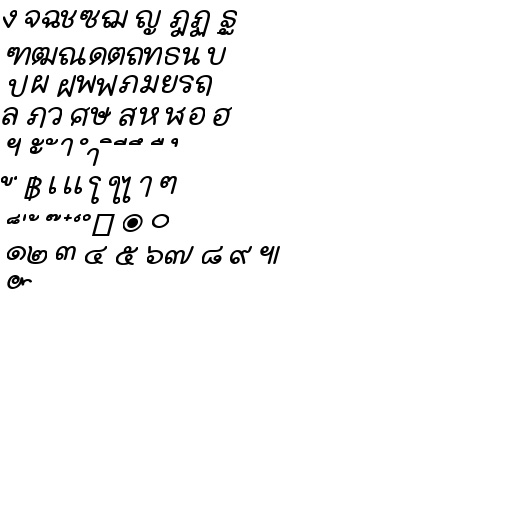 ง จฉชซฌ ญ ฎฏ ฐ
ฑฒณดตถทธน บ
ป ผ ฝพฟภมยรฤ
ล ฦว ศษ สห ฬอ ฮ
ฯ ะ ั า ำ ิ ี ึ ื ุ
ู ฺ ฿ เ แ โ ใไ ๅ ๆ
็ ่ ้ ๊ ๋ ์ ํ ๎ ๏
๐
๑๒ ๓ ๔ ๕ ๖๗ ๘ ๙ ๚
๛